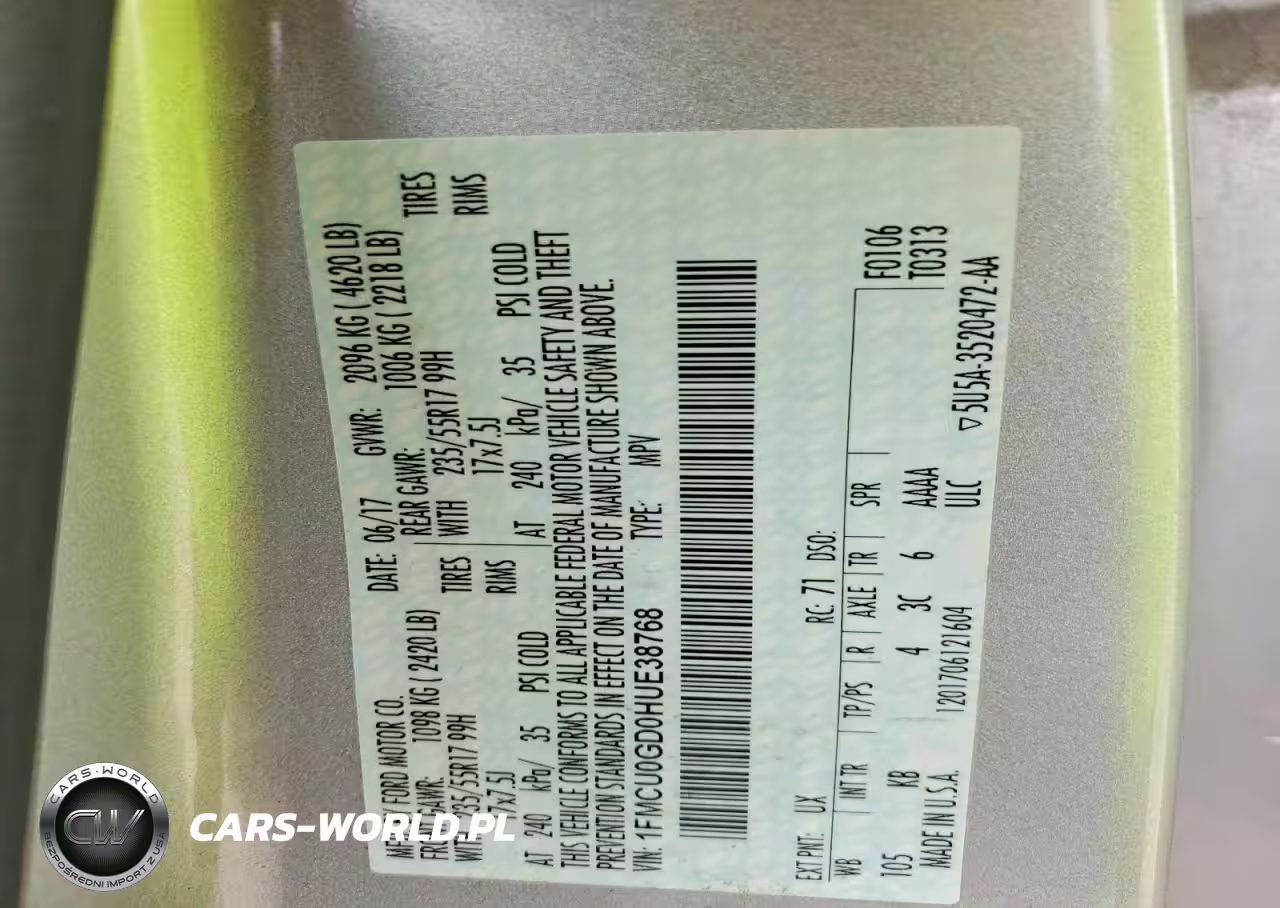 MFD BY FORD MOTOR CO.
DATE: 06/17 GVWR: 2096 KG ( 4620 LB)
GAWR: 1098 KG ( 2420 LB) REAR GAWR: 1006 KG ( 2218 LB)
235/55R17 99H TIRES WITH 235/55R17 99H TIRES
17x7.5J RIMS 17x7.5J RIMS
AT 240 kPa/ 35 PSI COLD AT 240 kPa/ 35 PSI COLD
THIS VEHICLE CONFORMS TO ALL APPLICABLE FEDERAL MOTOR VEHICLE SAFETY AND THEFT
PREVENTION STANDARDS IN EFFECT ON THE DATE OF MANUFACTURE SHOWN ABOVE.
VIN: 1FMCU0GD0HUE38768 TYPE: MPV
EXT PNT: UX RC: 71 DSO:
F0106
WB INT TR TP/PS R AXLE TR SPR T0313
105 KB 4 3C 6 AAAA
MADE IN U.S.A. 1201706121604 ULC
▽5U5A-3520472-AA
CARS-WORLD
CW
BEZPOŚREDNI IMPORT Z USA
CARS-WORLD.PL